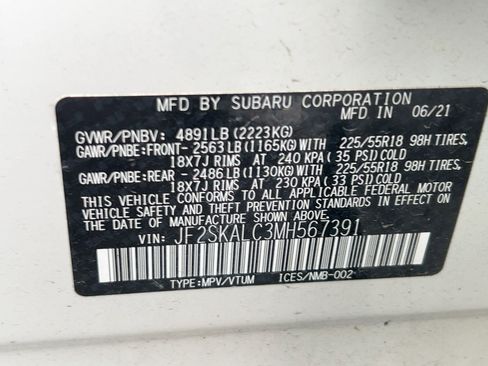 MFD BY SUBARU CORPORATION
MFD IN 06/21
GVWR/PNBV: 4891LB(2223KG)
GAWR/PNBE:FRONT- 2563LB(1165KG)WITH 225/55R18 98H TIRES,
18X7J RIMS AT 240 KPA(35 PSI)COLD
GAWR/PNBE:REAR - 2486LB(1130KG)WITH 225/55R18 98H TIRES,
18X7J RIMS AT 230 KPA(33 PSI)COLD
THIS VEHICLE CONFORMS TO ALL APPLICABLE FEDERAL MOTOR
VEHICLE SAFETY AND THEFT PREVENTION STANDARDS IN EFFECT ON
THE DATE OF MANUFACTURE SHOWN ABOVE.
VIN: JF2SKALC3MH567391
TYPE:MPV/VTUM ICES/NMB-002